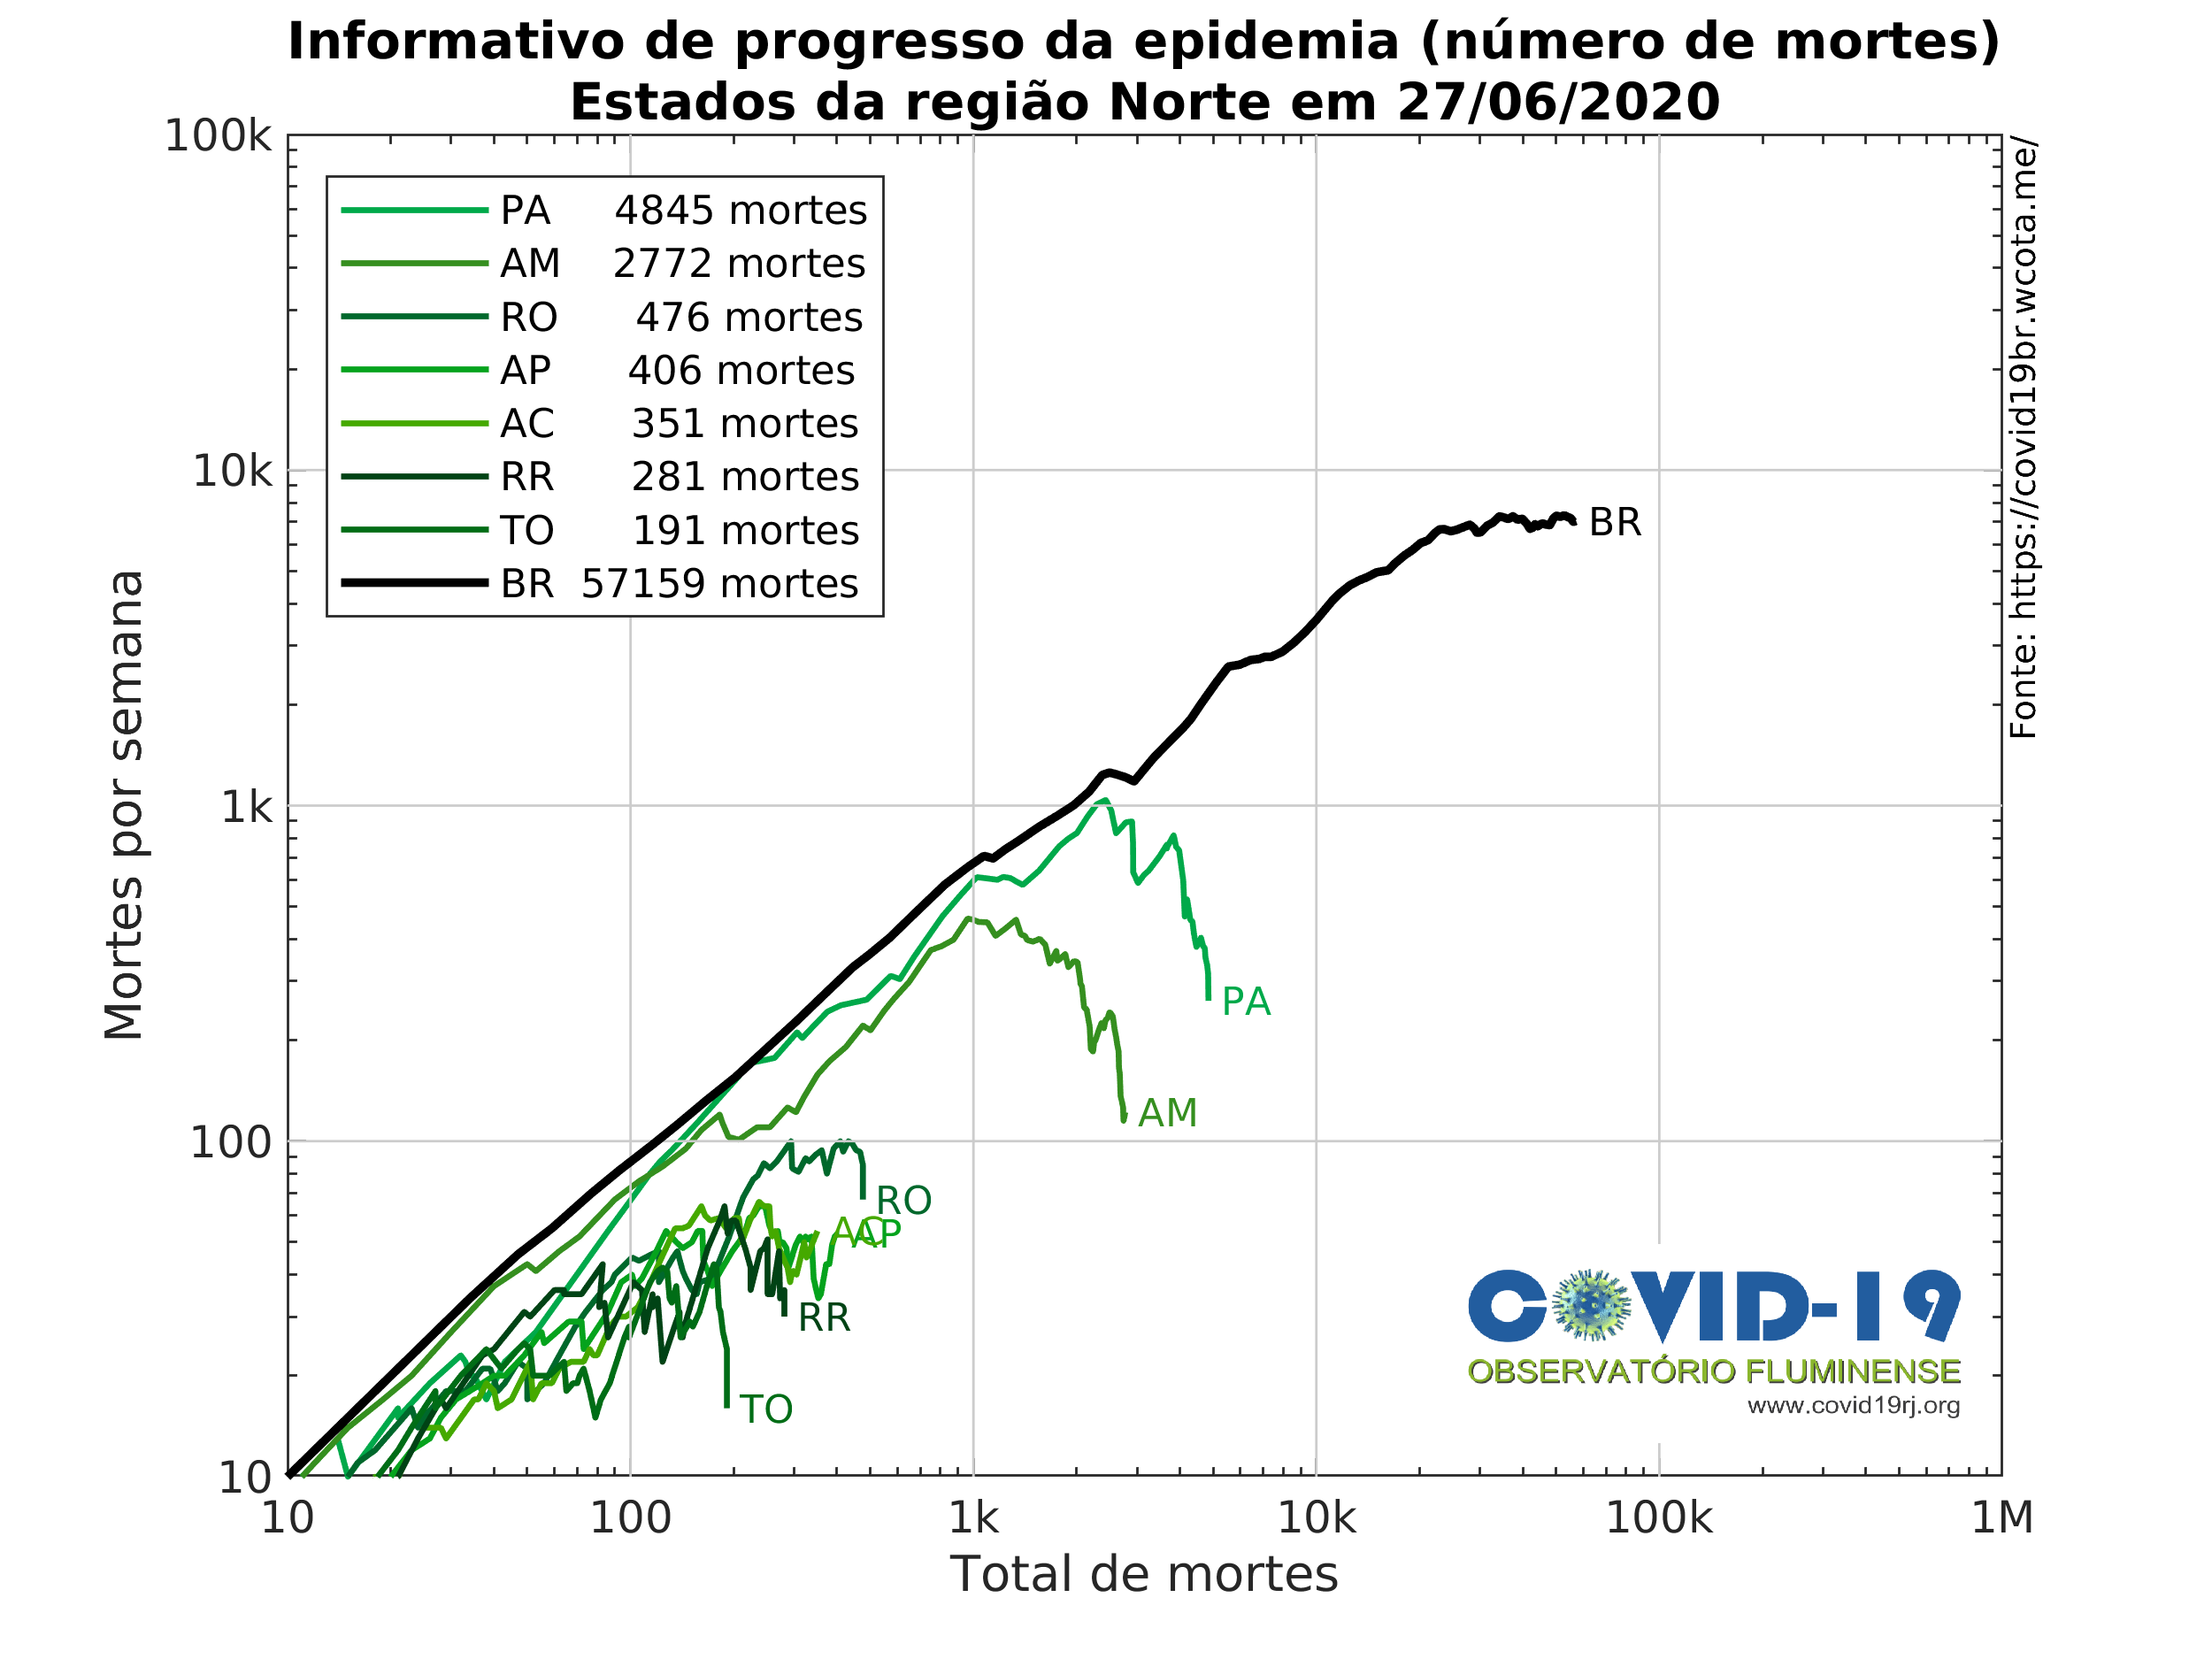 Informativo de progresso da epidemia (número de mortes)
Estados da região Norte em 27/06/2020
100k
10k
1k
100
10
Mortes por semana
PA 4845 mortes
AM 2772 mortes
RO 476 mortes
AP 406 mortes
AC 351 mortes
RR 281 mortes
TO 191 mortes
BR 57159 mortes
BR
PA
AM
RO
AC
AP
RR
TO
Fonte: https://covid19br.wcota.me/
COVID-19
OBSERVATÓRIO FLUMINENSE
www.covid19rj.org
10
100
1k
10k
100k
1M
Total de mortes